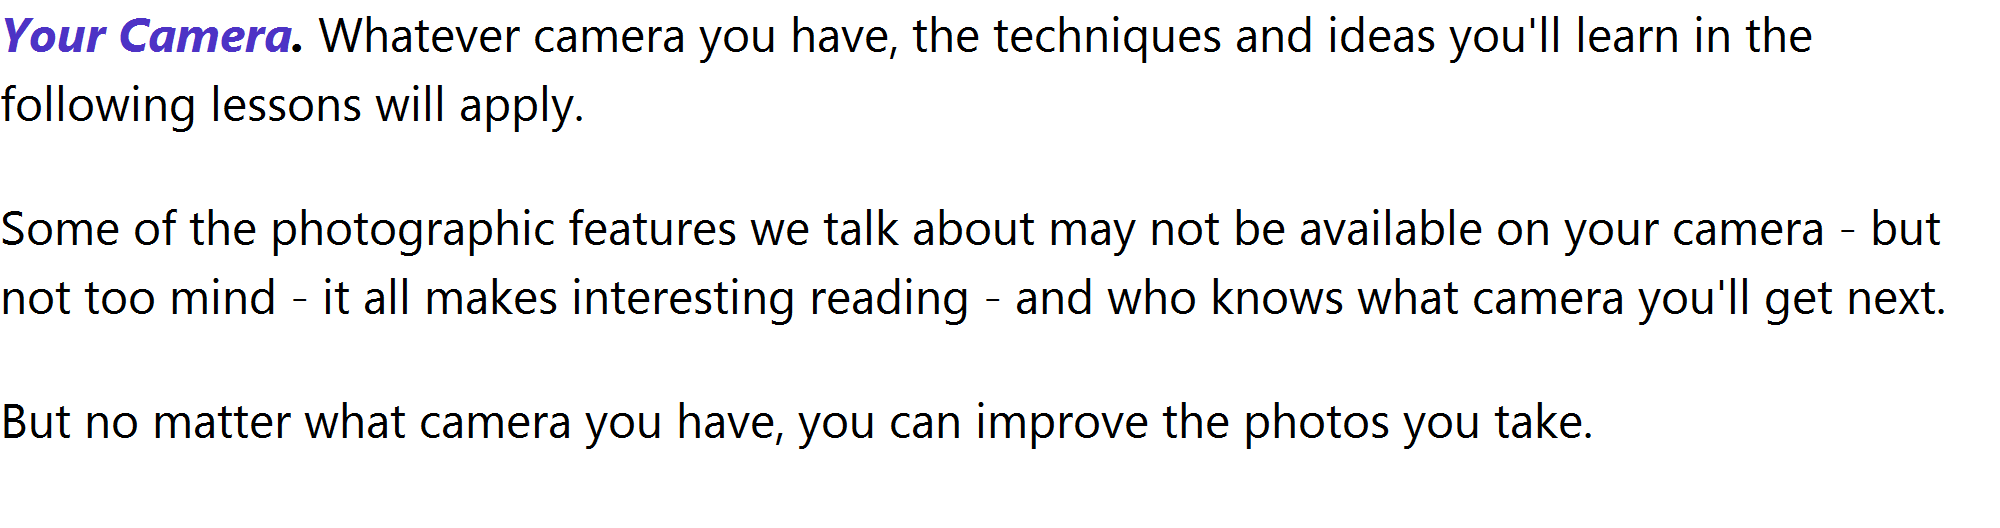 Your Camera. Whatever camera you have, the techniques and ideas you'll learn in the
following lessons will apply.
Some of the photographic features we talk about may not be available on your camera - but
not too mind - it all makes interesting reading - and who knows what camera you'll get next.
But no matter what camera you have, you can improve the photos you take.